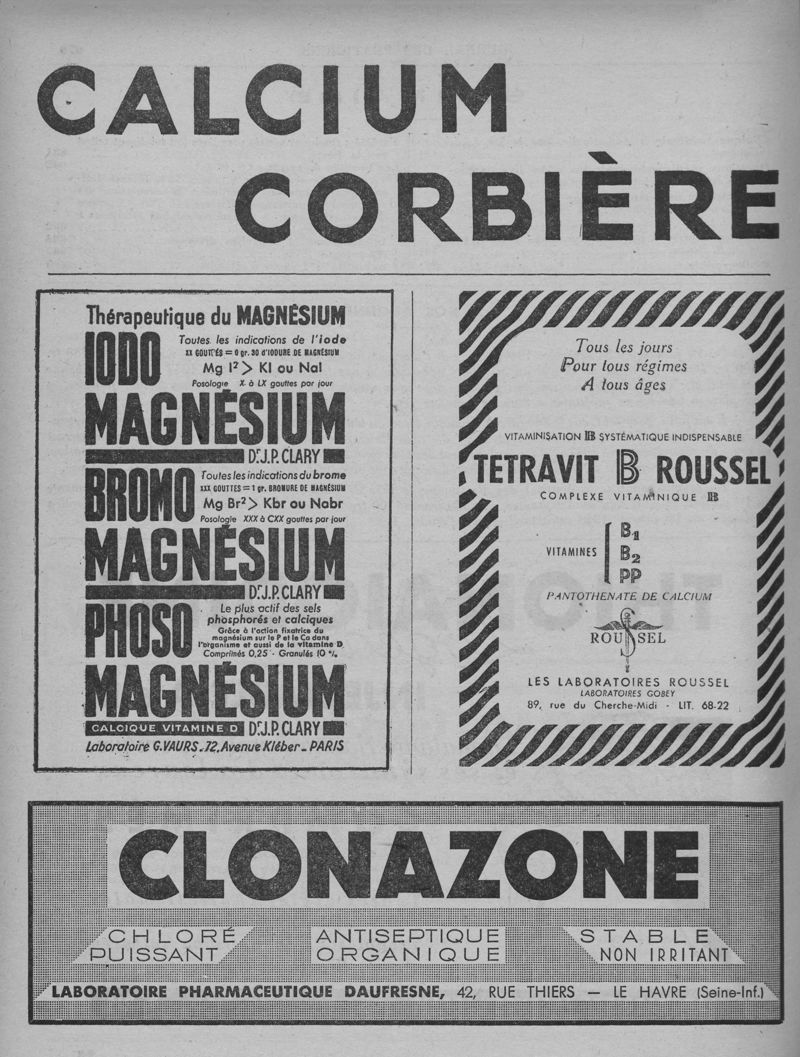 CALCIUM
CORBIÈRE
Thérapeutique du MAGNÉSIUM
IODO
Toutes les indications de l'iode
XX GOUTTES = 0 gr. 30 d'IODURE DE MAGNÉSIUM
Mg I² > KI ou NaI
Posologie X à LX gouttes par jour
MAGNÉSIUM
Dr. J.P. CLARY
BROMO
Toutes les indications du brome
XXX GOUTTES = 1 gr. BROMURE DE MAGNÉSIUM
Mg Br² > Kbr ou Nabr
Posologie XXX à CXX gouttes par jour
MAGNÉSIUM
Dr. J.P. CLARY
PHOSO
Le plus actif des sels
phosphorés et calciques
Grâce à l'action fixatrice du
magnésium sur le P et le Ca dans
l'organisme et aussi de la vitamine D
Comprimés 0,25 - Granulés 10 %
MAGNÉSIUM
CALCIQUE VITAMINE D Dr. J.P. CLARY
Laboratoire G. VAURS_72, Avenue Kléber_PARIS
Tous les jours
Pour tous régimes
A tous âges
VITAMINISATION B SYSTÉMATIQUE INDISPENSABLE
TETRAVIT B ROUSSEL
COMPLEXE VITAMINIQUE B
VITAMINES
B1
B2
PP
PANTOTHENATE DE CALCIUM
ROUSSEL
LES LABORATOIRES ROUSSEL
LABORATOIRES GOBEY
89, rue du Cherche-Midi - LIT. 68-22
CLONAZONE
CHLORÉ PUISSANT
ANTISEPTIQUE ORGANIQUE
STABLE NON IRRITANT
LABORATOIRE PHARMACEUTIQUE DAUFRESNE, 42, RUE THIERS — LE HAVRE (Seine-Inf.)